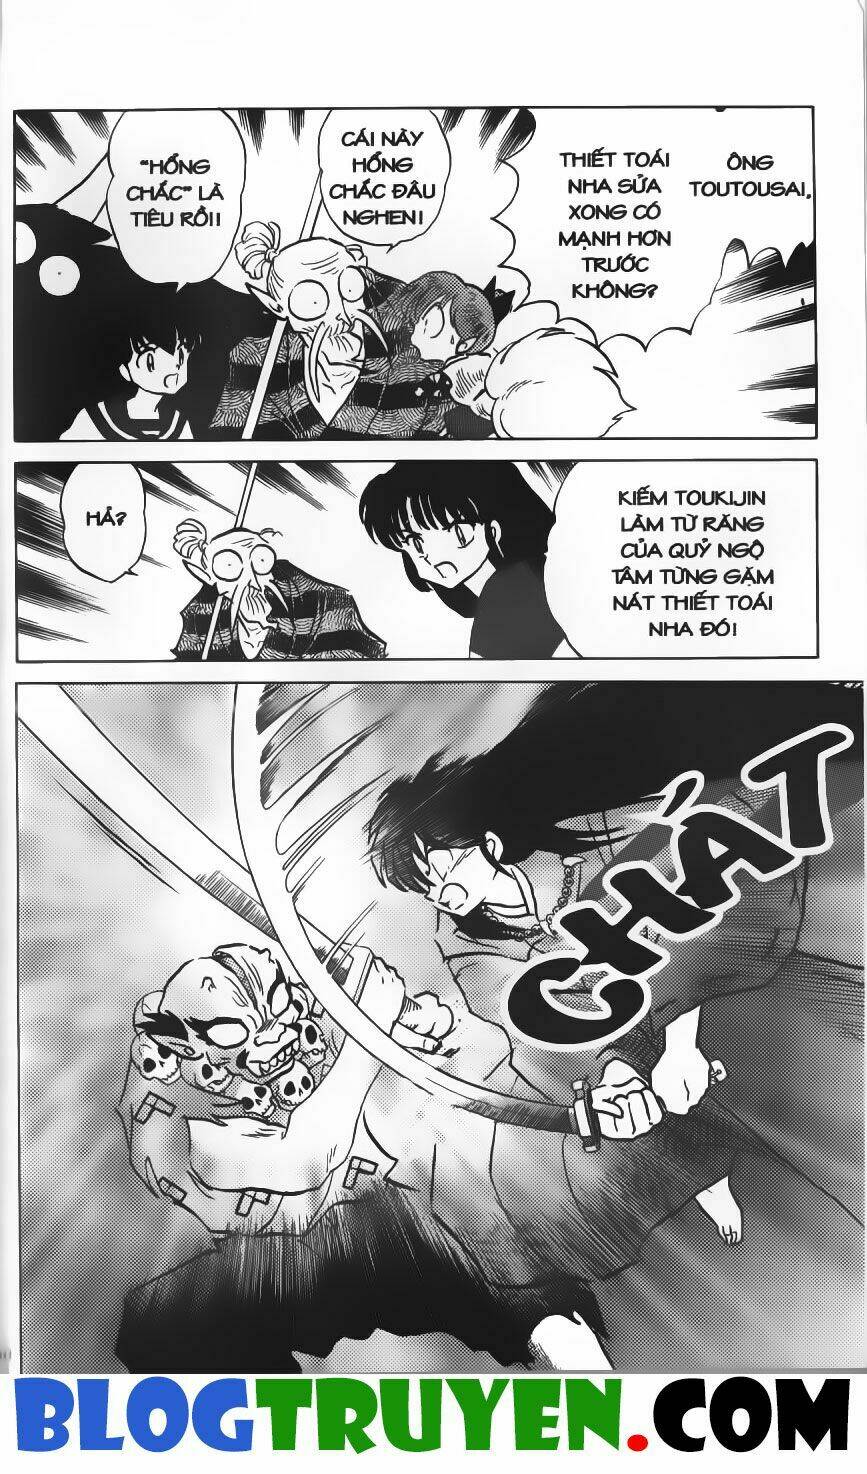 ÔNG
TOUTOUSAI,
THIẾT TOÁI
NHA SỬA
XONG CÓ
MẠNH HƠN
TRƯỚC
KHÔNG?
CÁI NÀY
HỔNG
CHẮC ĐÂU
NGHEN!
"HỔNG
CHẮC" LÀ
TIÊU RỒI!
KIẾM TOUKIJIN
LÀM TỪ RĂNG
CỦA QUỶ NGỘ
TÂM TỪNG GẶM
NÁT THIẾT TOÁI
NHA ĐÓ!
HẢ?
CHÁT
BLOGTRUYEN.COM